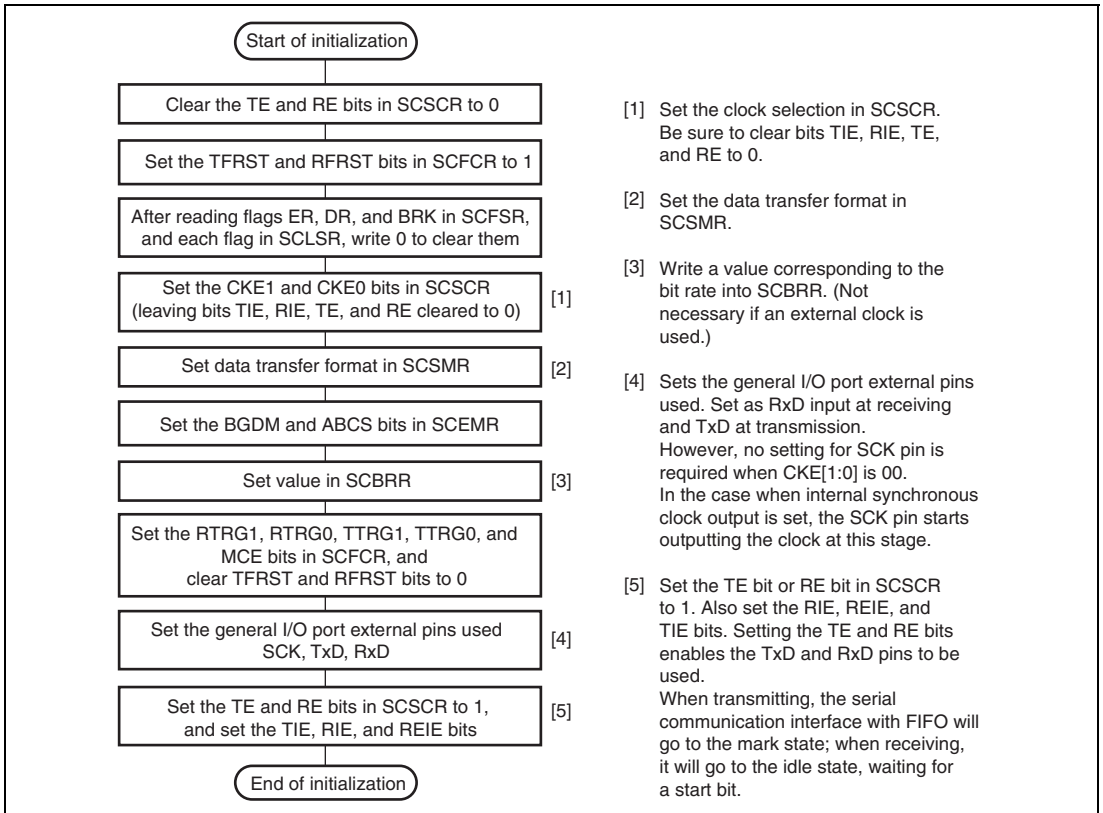 Start of initialization
Clear the TE and RE bits in SCSCR to 0
Set the TFRST and RFRST bits in SCFCR to 1
After reading flags ER, DR, and BRK in SCFSR,
and each flag in SCLSR, write 0 to clear them
Set the CKE1 and CKE0 bits in SCSCR
(leaving bits TIE, RIE, TE, and RE cleared to 0)
[1]
Set data transfer format in SCSMR
[2]
Set the BGDM and ABCS bits in SCEMR
Set value in SCBRR
[3]
Set the RTRG1, RTRG0, TTRG1, TTRG0, and
MCE bits in SCFCR, and
clear TFRST and RFRST bits to 0
Set the general I/O port external pins used
SCK, TxD, RxD
[4]
Set the TE and RE bits in SCSCR to 1,
and set the TIE, RIE, and REIE bits
[5]
End of initialization
[1] Set the clock selection in SCSCR.
Be sure to clear bits TIE, RIE, TE,
and RE to 0.
[2] Set the data transfer format in
SCSMR.
[3] Write a value corresponding to the
bit rate into SCBRR. (Not
necessary if an external clock is
used.)
[4] Sets the general I/O port external pins
used. Set as RxD input at receiving
and TxD at transmission.
However, no setting for SCK pin is
required when CKE[1:0] is 00.
In the case when internal synchronous
clock output is set, the SCK pin starts
outputting the clock at this stage.
[5] Set the TE bit or RE bit in SCSCR
to 1. Also set the RIE, REIE, and
TIE bits. Setting the TE and RE bits
enables the TxD and RxD pins to be
used.
When transmitting, the serial
communication interface with FIFO will
go to the mark state; when receiving,
it will go to the idle state, waiting for
a start bit.